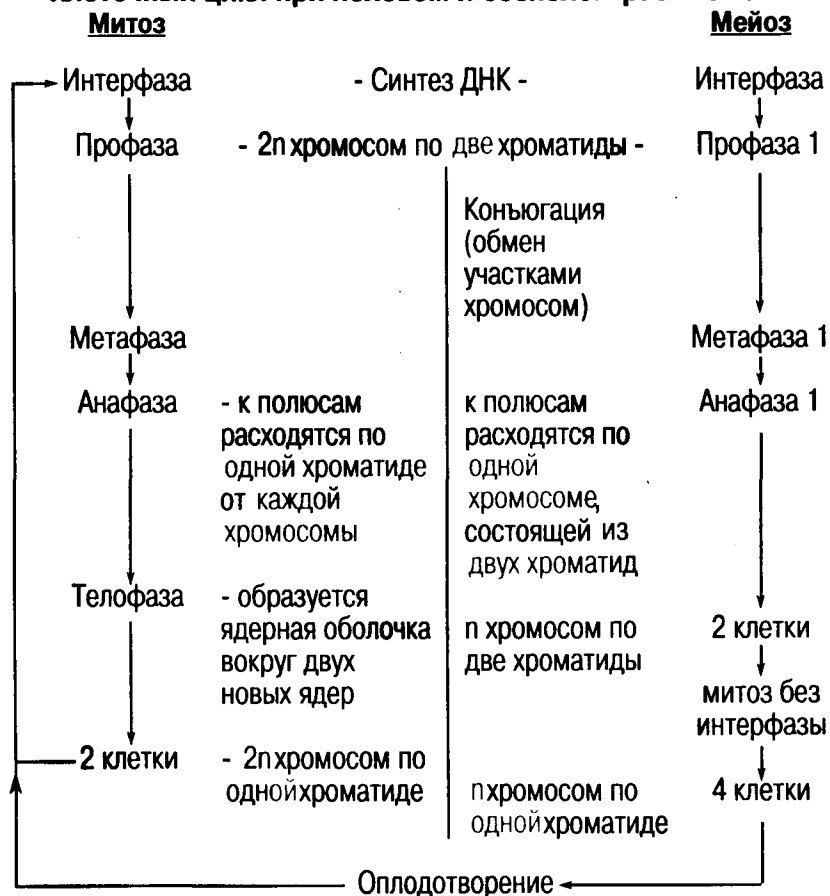 Митоз
Мейоз
Интерфаза - Синтез ДНК - Интерфаза
Профаза - 2n хромосом по две хроматиды - Профаза 1
Конъюгация
(обмен
участками
хромосом)
Метафаза Метафаза 1
Анафаза
- к полюсам
расходятся по
одной хроматиде
от каждой
хромосомы
к полюсам
расходятся по
одной
хромосоме,
состоящей из
двух хроматид
Анафаза 1
Телофаза
- образуется
ядерная оболочка
вокруг двух
новых ядер
n хромосом по
две хроматиды
2 клетки
митоз без
интерфазы
2 клетки
- 2n хромосом по
одной хроматиде
n хромосом по
одной хроматиде
4 клетки
Оплодотворение